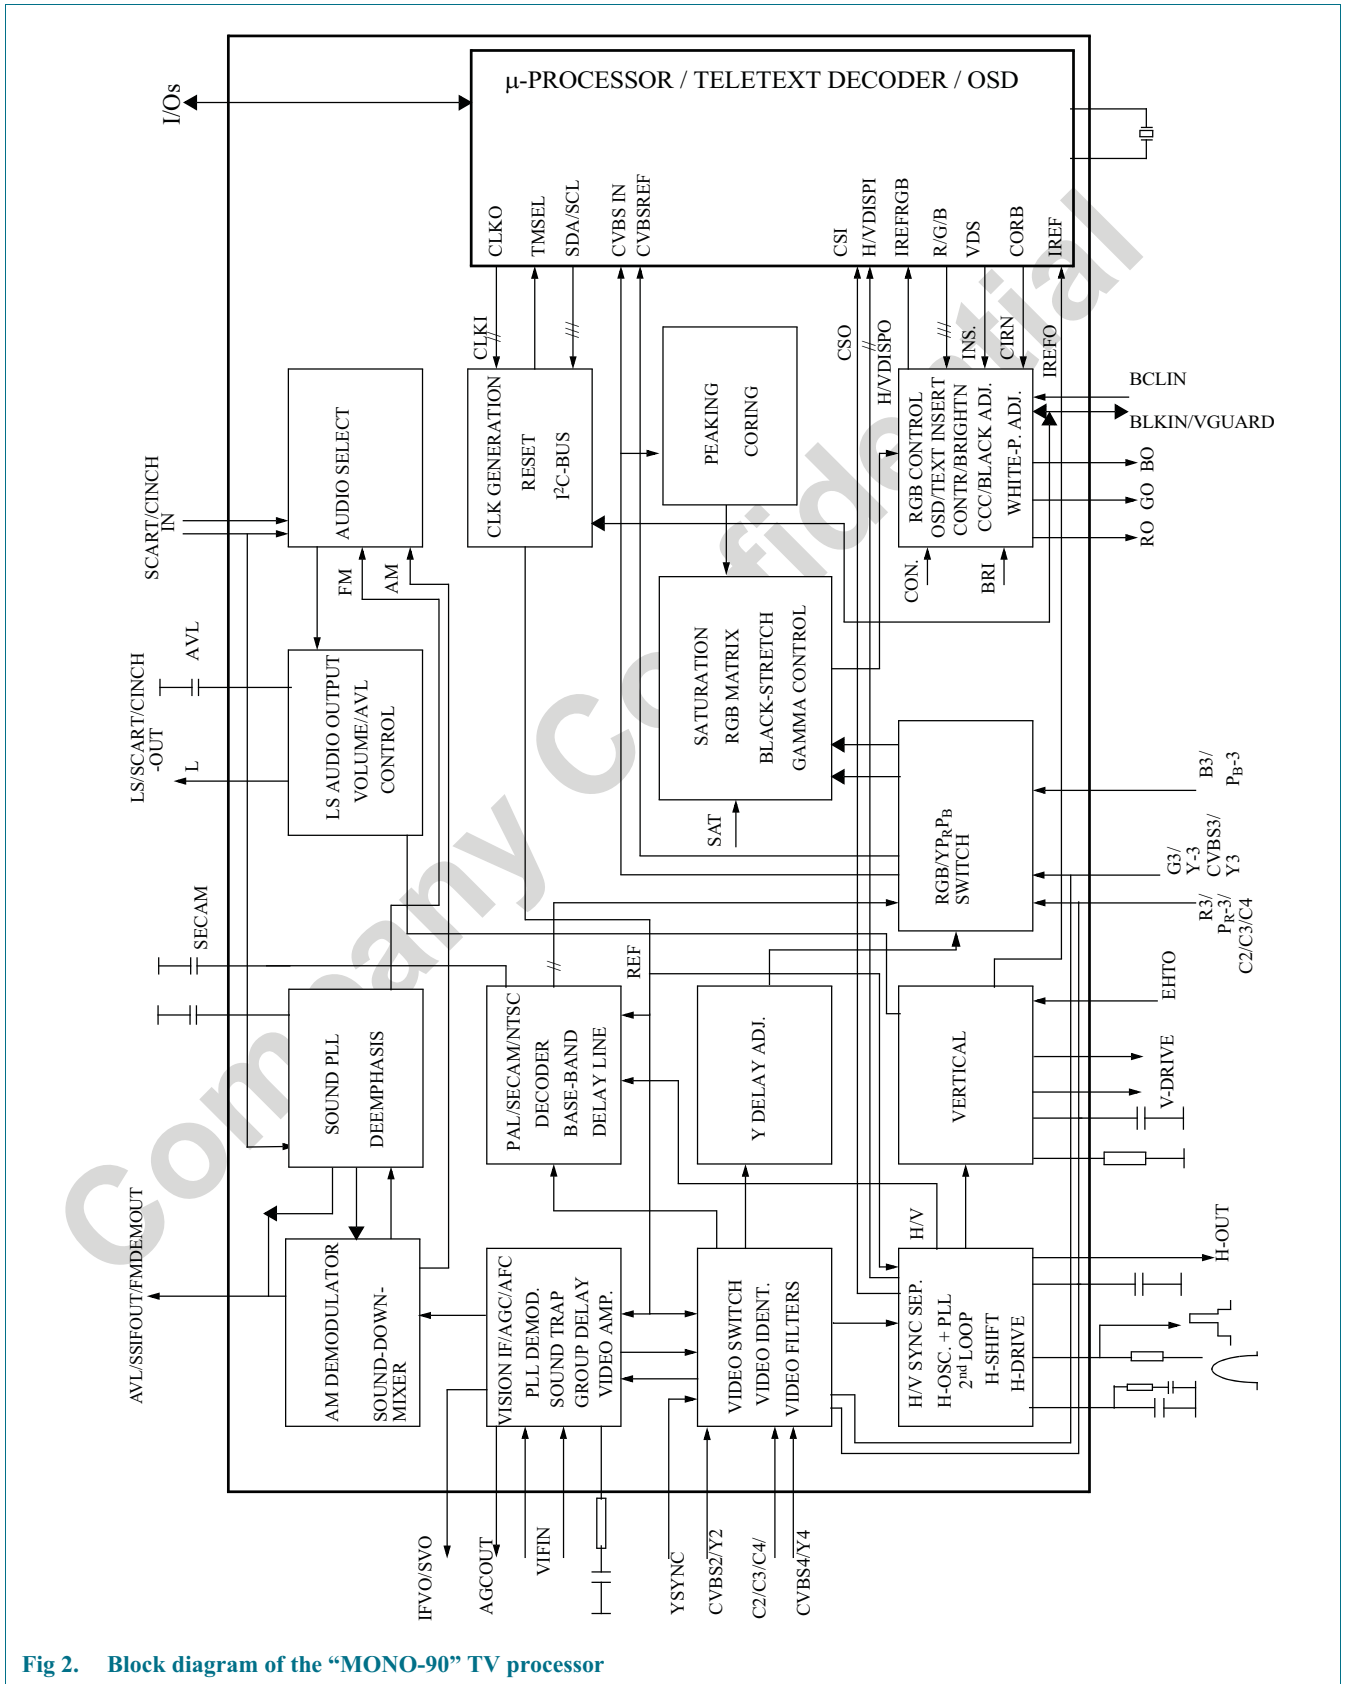 µ-PROCESSOR / TELETEXT DECODER / OSD
I/Os
CLKO
TMSEL
SDA/SCL
CVBS IN
CVBSREF
CSI
H/VDISPI
IREFRGB
R/G/B
VDS
CORB
IREF
CLKI
CSO
H/VDISPO
INS.
CIRN
IREFO
AUDIO SELECT
CLK GENERATION
RESET
I²C-BUS
PEAKING
CORING
RGB CONTROL
OSD/TEXT INSERT
CONTR/BRIGHTN
CCC/BLACK ADJ.
WHITE-P. ADJ.
BCLIN
BLKIN/VGUARD
BO
GO
RO
CON.
BRI
SCART/CINCH
IN
FM
AM
AVL
LS/SCART/CINCH
-OUT
L
LS AUDIO OUTPUT
VOLUME/AVL
CONTROL
SATURATION
RGB MATRIX
BLACK-STRETCH
GAMMA CONTROL
SAT
RGB/YPRPB
SWITCH
B3/
PB-3
G3/
Y-3
CVBS3/
Y3
R3/
PR-3/
C2/C3/C4
SECAM
REF
SOUND PLL
DEEMPHASIS
PAL/SECAM/NTSC
DECODER
BASE-BAND
DELAY LINE
Y DELAY ADJ.
VERTICAL
EHTO
V-DRIVE
AVL/SSIFOUT/FMDEMOUT
AM DEMODULATOR
SOUND-DOWN-
MIXER
VISION IF/AGC/AFC
PLL DEMOD.
SOUND TRAP
GROUP DELAY
VIDEO AMP.
VIDEO SWITCH
VIDEO IDENT.
VIDEO FILTERS
H/V
H/V SYNC SEP.
H-OSC. + PLL
2nd LOOP
H-SHIFT
H-DRIVE
H-OUT
IFVO/SVO
AGCOUT
VIFIN
YSYNC
CVBS2/Y2
C2/C3/C4/
CVBS4/Y4
Company Confidential
Fig 2. Block diagram of the “MONO-90” TV processor